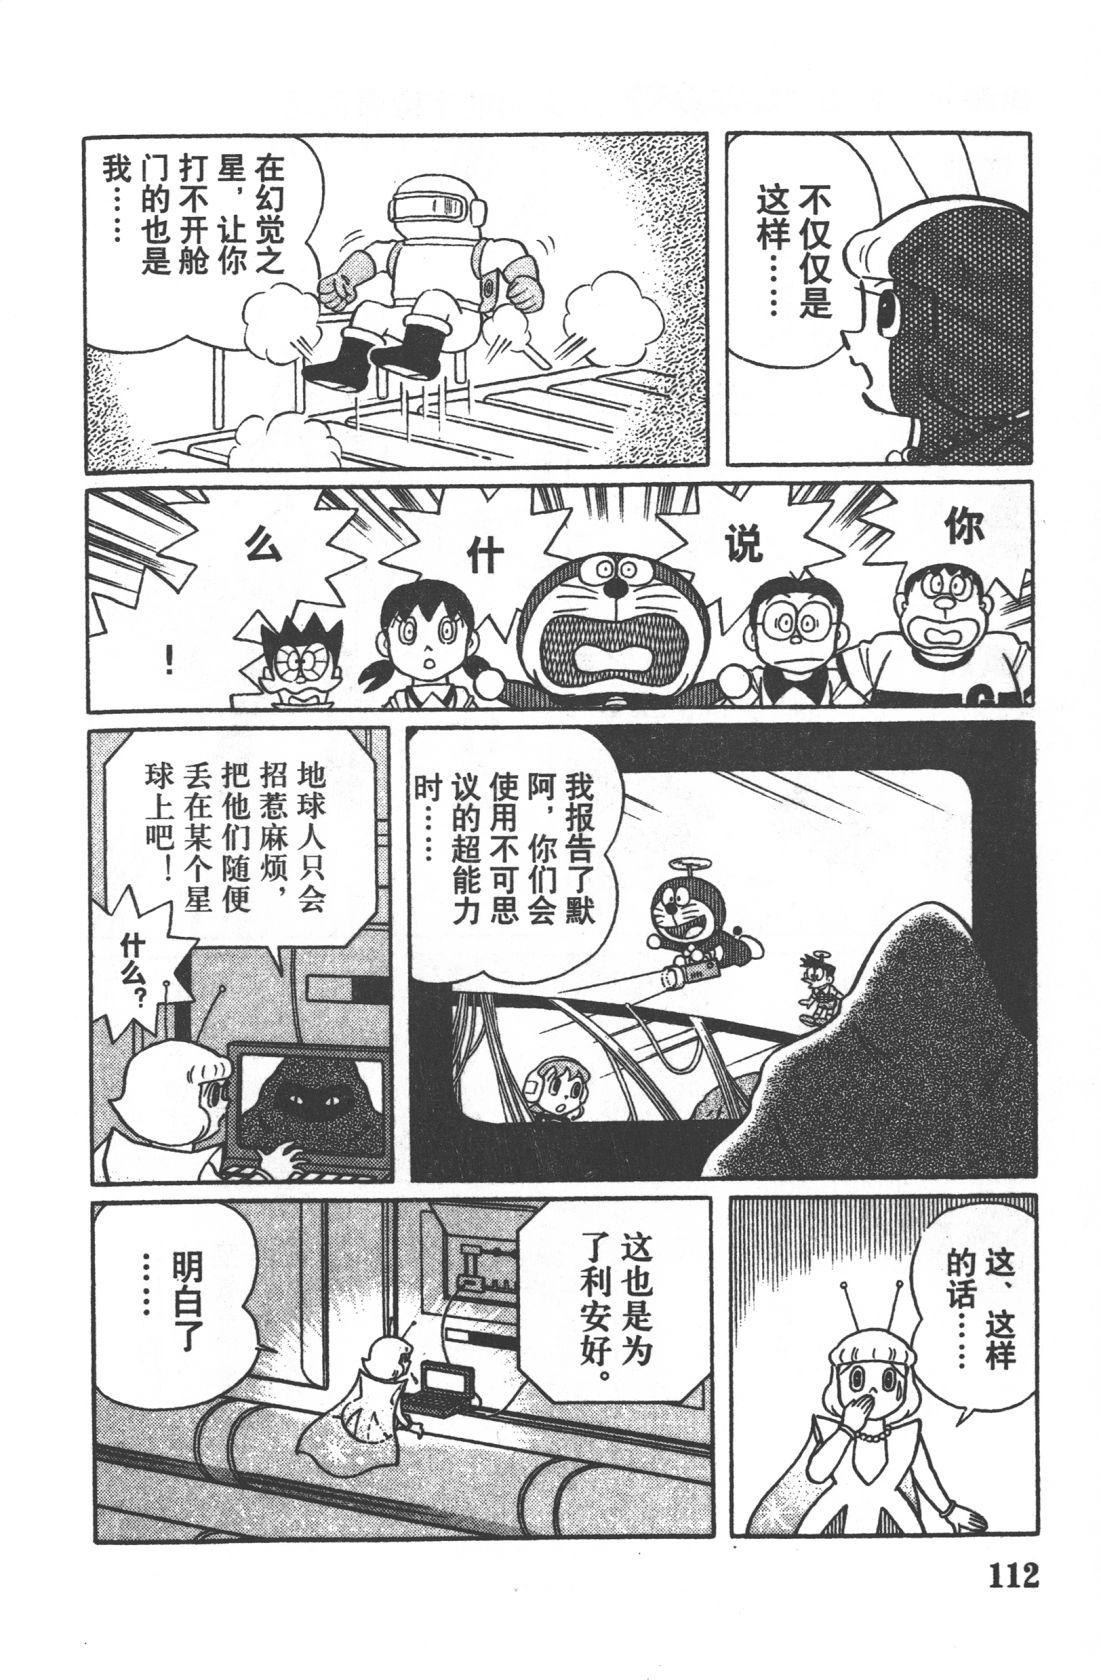 不仅仅是
这样……
在幻觉之
星，让你
打不开舱
门的也是
我……
你
说
什
么
！
G
我报告了默
阿，你们会
使用不可思
议的超能力
时……
地球人只会
招惹麻烦，
把他们随便
丢在某个星
球上吧！
什么？
这、这样
的话……
这也是为
了利安好。
明白了
……
112